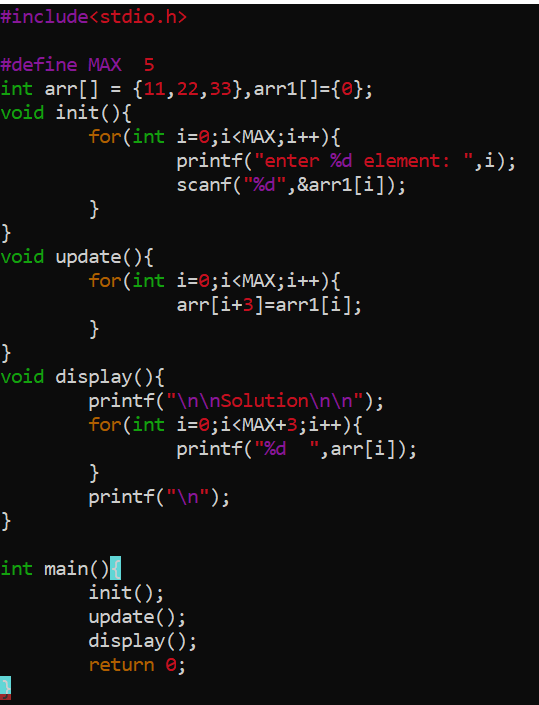 #include<stdio.h>

#define MAX  5
int arr[] = {11,22,33},arr1[]={0};
void init(){
        for(int i=0;i<MAX;i++){
                printf("enter %d element: ",i);
                scanf("%d",&arr1[i]);
        }
}
void update(){
        for(int i=0;i<MAX;i++){
                arr[i+3]=arr1[i];
        }
}
void display(){
        printf("\n\nSolution\n\n");
        for(int i=0;i<MAX+3;i++){
                printf("%d  ",arr[i]);
        }
        printf("\n");
}

int main(){
        init();
        update();
        display();
        return 0;
}